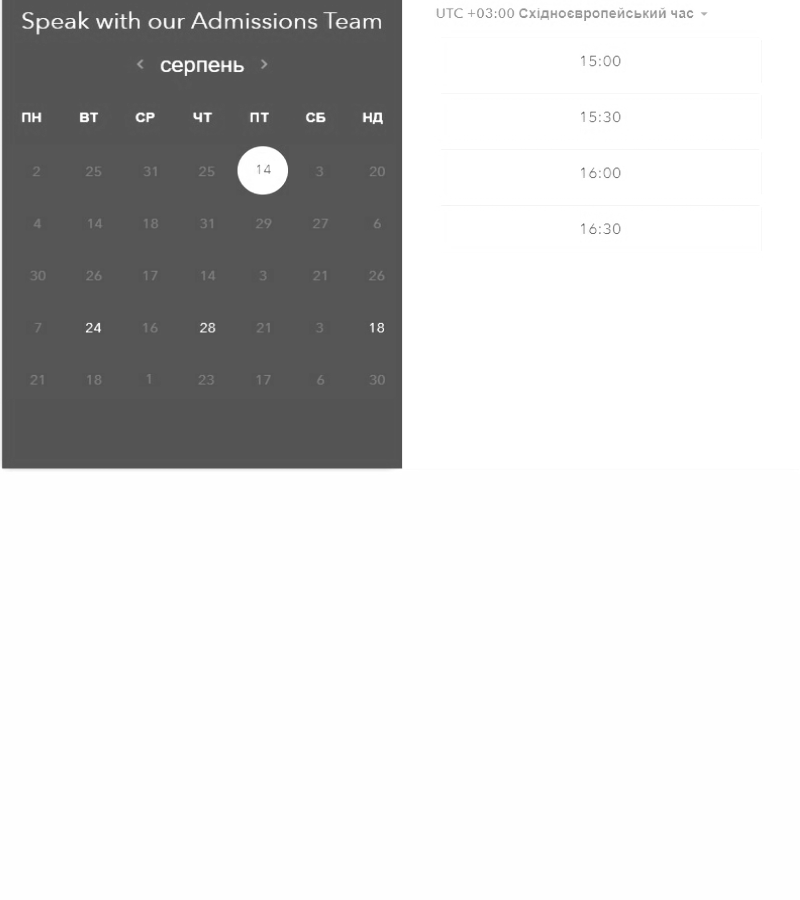 Speak with our Admissions Team
< серпень >
ПН ВТ СР ЧТ ПТ СБ НД
2 25 31 25 14 3 20
4 14 18 31 29 27 6
30 26 17 14 3 21 26
7 24 16 28 21 3 18
21 18 1 23 17 6 30
UTC +03:00 Східноєвропейський час
15:00
15:30
16:00
16:30